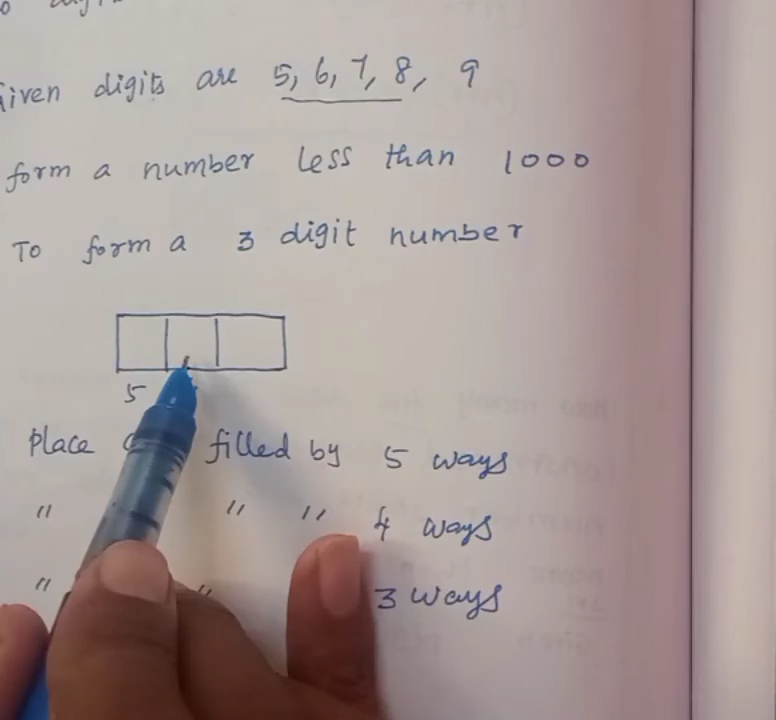 Given digits are 5, 6, 7, 8, 9
form a number less than 1000
To form a 3 digit number
5
place filled by 5 ways
" " " 4 ways
" " 3 ways